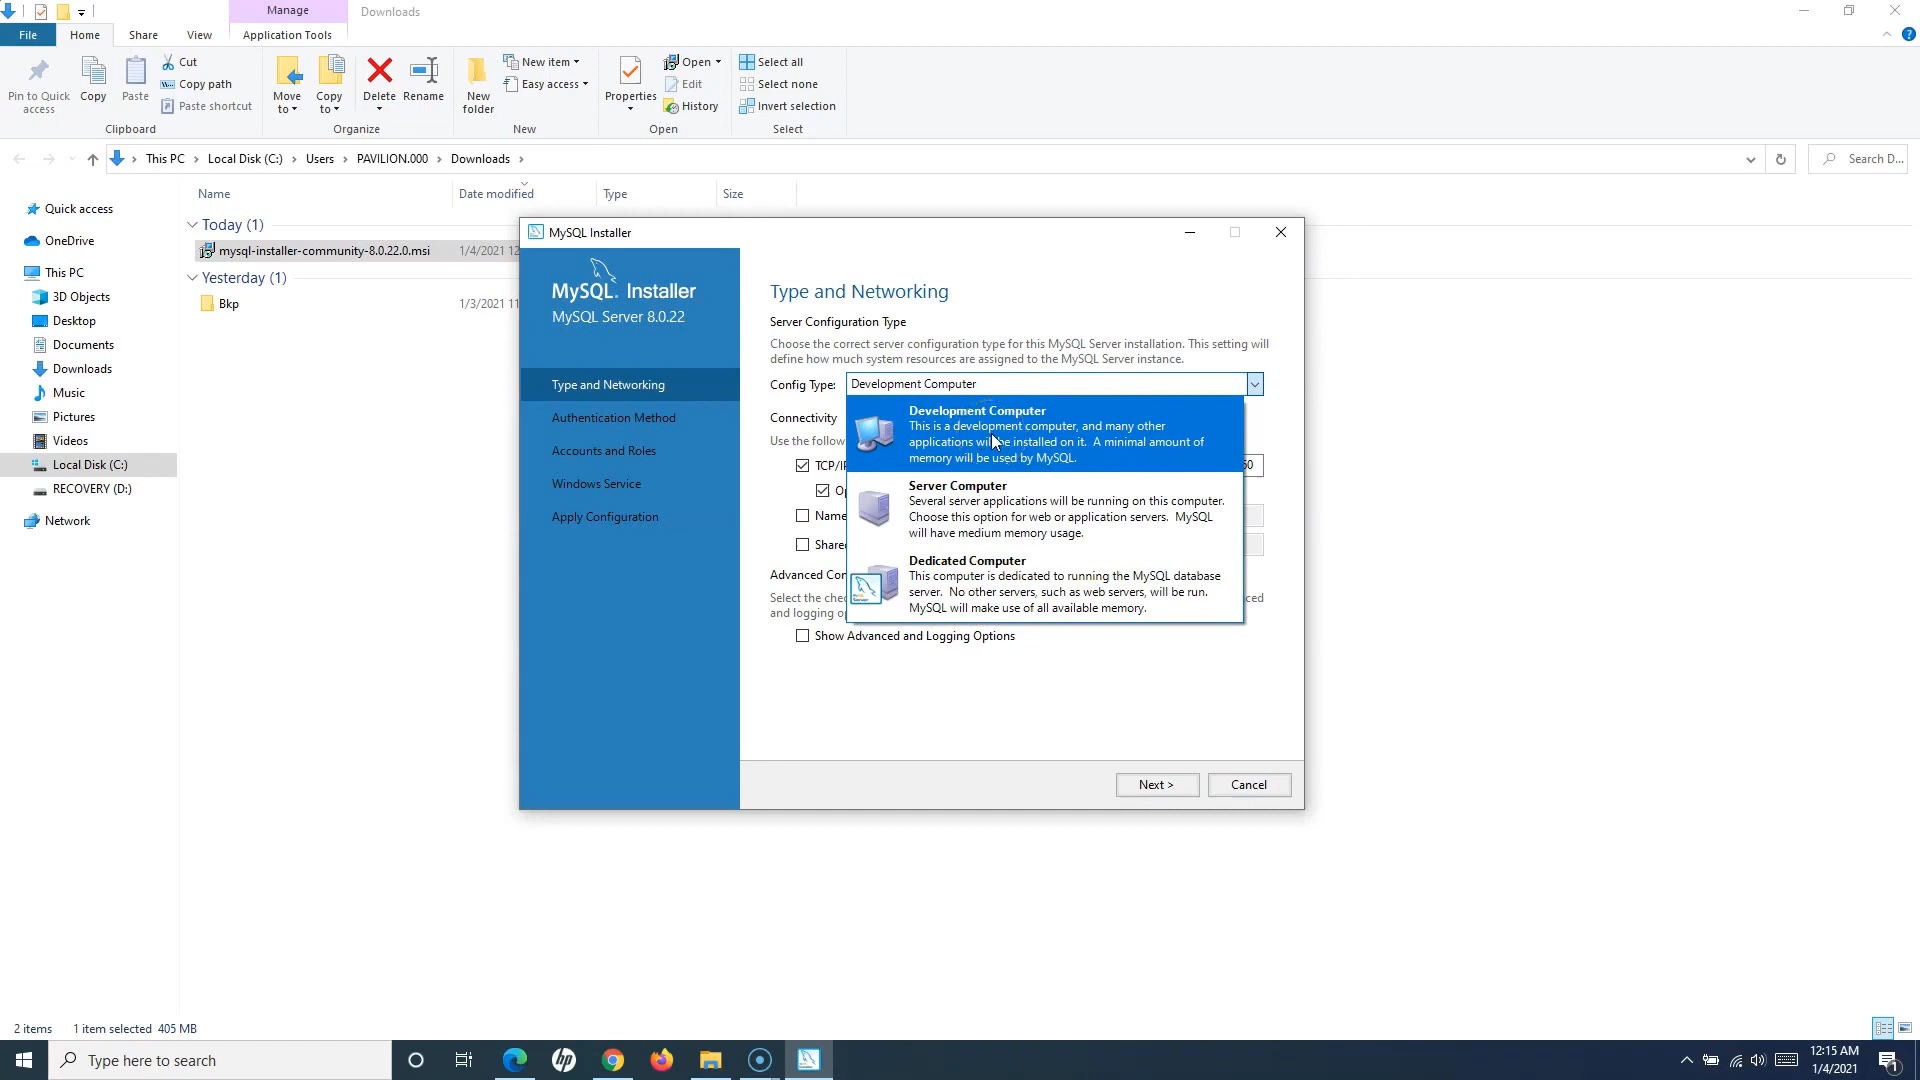 Manage
Downloads
File
Home
Share
View
Application Tools
Pin to Quick access
Copy
Paste
Cut
Copy path
Paste shortcut
Clipboard
Move to
Copy to
Delete
Rename
Organize
New folder
New item
Easy access
New
Properties
Open
Edit
History
Open
Select all
Select none
Invert selection
Select
This PC
Local Disk (C:)
Users
PAVILION.000
Downloads
Search D...
Name
Date modified
Type
Size
Quick access
OneDrive
This PC
3D Objects
Desktop
Documents
Downloads
Music
Pictures
Videos
Local Disk (C:)
RECOVERY (D:)
Network
Today (1)
mysql-installer-community-8.0.22.0.msi
1/4/2021 12
Yesterday (1)
Bkp
1/3/2021 11
MySQL Installer
MySQL. Installer
MySQL Server 8.0.22
Type and Networking
Authentication Method
Accounts and Roles
Windows Service
Apply Configuration
Type and Networking
Server Configuration Type
Choose the correct server configuration type for this MySQL Server installation. This setting will
define how much system resources are assigned to the MySQL Server instance.
Config Type:
Development Computer
Development Computer
This is a development computer, and many other
applications will be installed on it. A minimal amount of
memory will be used by MySQL.
Server Computer
Several server applications will be running on this computer.
Choose this option for web or application servers. MySQL
will have medium memory usage.
Dedicated Computer
This computer is dedicated to running the MySQL database
server. No other servers, such as web servers, will be run.
MySQL will make use of all available memory.
Connectivity
Use the follow
TCP/IP
Op
Name
Share
Advanced Con
Select the chec
and logging op
Show Advanced and Logging Options
Next >
Cancel
2 items
1 item selected 405 MB
Type here to search
hp
12:15 AM
1/4/2021
1